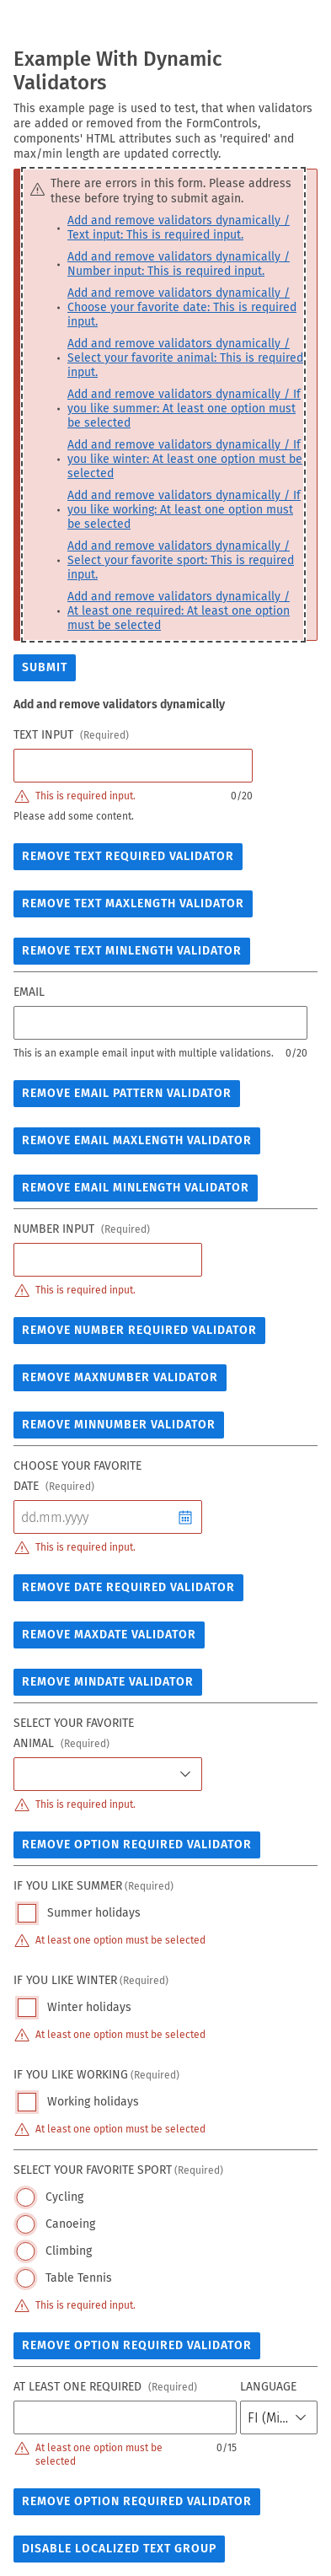 Example With Dynamic
Validators
This example page is used to test, that when validators
are added or removed from the FormControls,
components' HTML attributes such as 'required' and
max/min length are updated correctly.
There are errors in this form. Please address
these before trying to submit again.
• Add and remove validators dynamically /
Text input: This is required input.
• Add and remove validators dynamically /
Number input: This is required input.
• Add and remove validators dynamically /
Choose your favorite date: This is required
input.
• Add and remove validators dynamically /
Select your favorite animal: This is required
input.
• Add and remove validators dynamically / If
you like summer: At least one option must
be selected
• Add and remove validators dynamically / If
you like winter: At least one option must be
selected
• Add and remove validators dynamically / If
you like working: At least one option must
be selected
• Add and remove validators dynamically /
Select your favorite sport: This is required
input.
• Add and remove validators dynamically /
At least one required: At least one option
must be selected
SUBMIT
Add and remove validators dynamically
TEXT INPUT (Required)
This is required input. 0/20
Please add some content.
REMOVE TEXT REQUIRED VALIDATOR
REMOVE TEXT MAXLENGTH VALIDATOR
REMOVE TEXT MINLENGTH VALIDATOR
EMAIL
This is an example email input with multiple validations. 0/20
REMOVE EMAIL PATTERN VALIDATOR
REMOVE EMAIL MAXLENGTH VALIDATOR
REMOVE EMAIL MINLENGTH VALIDATOR
NUMBER INPUT (Required)
This is required input.
REMOVE NUMBER REQUIRED VALIDATOR
REMOVE MAXNUMBER VALIDATOR
REMOVE MINNUMBER VALIDATOR
CHOOSE YOUR FAVORITE
DATE (Required)
dd.mm.yyyy
This is required input.
REMOVE DATE REQUIRED VALIDATOR
REMOVE MAXDATE VALIDATOR
REMOVE MINDATE VALIDATOR
SELECT YOUR FAVORITE
ANIMAL (Required)
This is required input.
REMOVE OPTION REQUIRED VALIDATOR
IF YOU LIKE SUMMER (Required)
Summer holidays
At least one option must be selected
IF YOU LIKE WINTER (Required)
Winter holidays
At least one option must be selected
IF YOU LIKE WORKING (Required)
Working holidays
At least one option must be selected
SELECT YOUR FAVORITE SPORT (Required)
Cycling
Canoeing
Climbing
Table Tennis
This is required input.
REMOVE OPTION REQUIRED VALIDATOR
AT LEAST ONE REQUIRED (Required) LANGUAGE
FI (Mi...
At least one option must be 0/15
selected
REMOVE OPTION REQUIRED VALIDATOR
DISABLE LOCALIZED TEXT GROUP